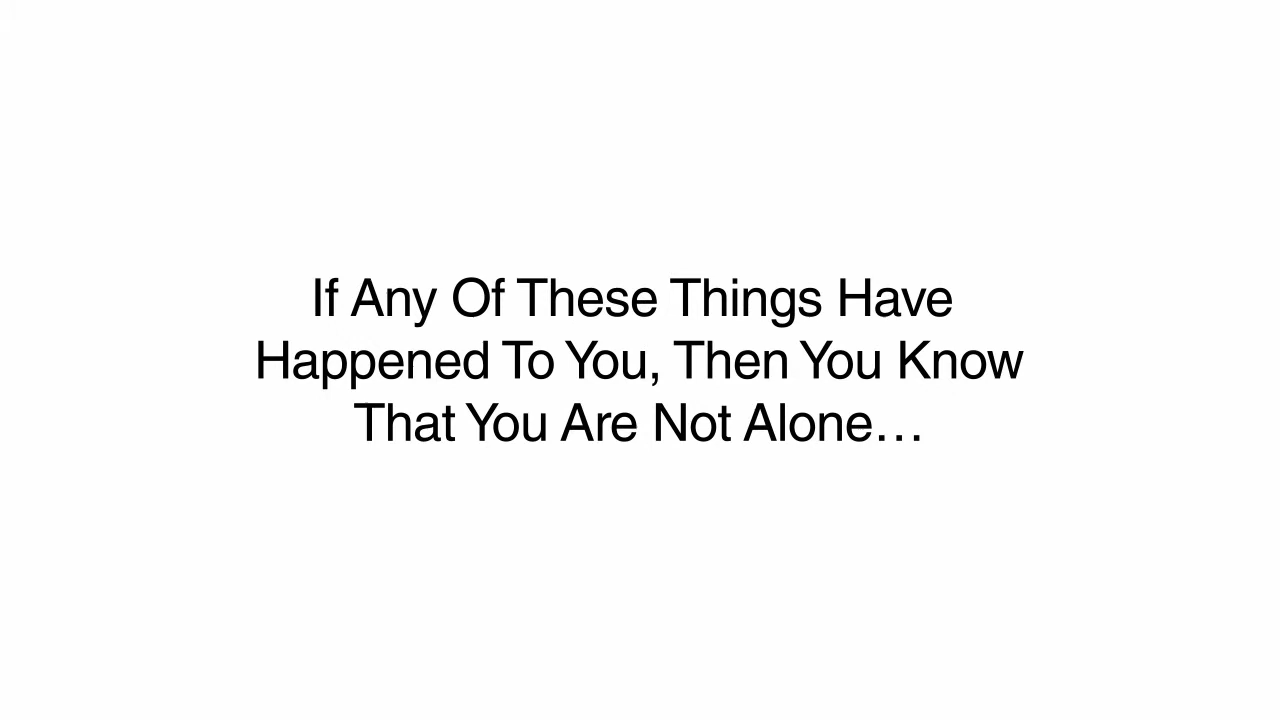 If Any Of These Things Have
Happened To You, Then You Know
That You Are Not Alone…